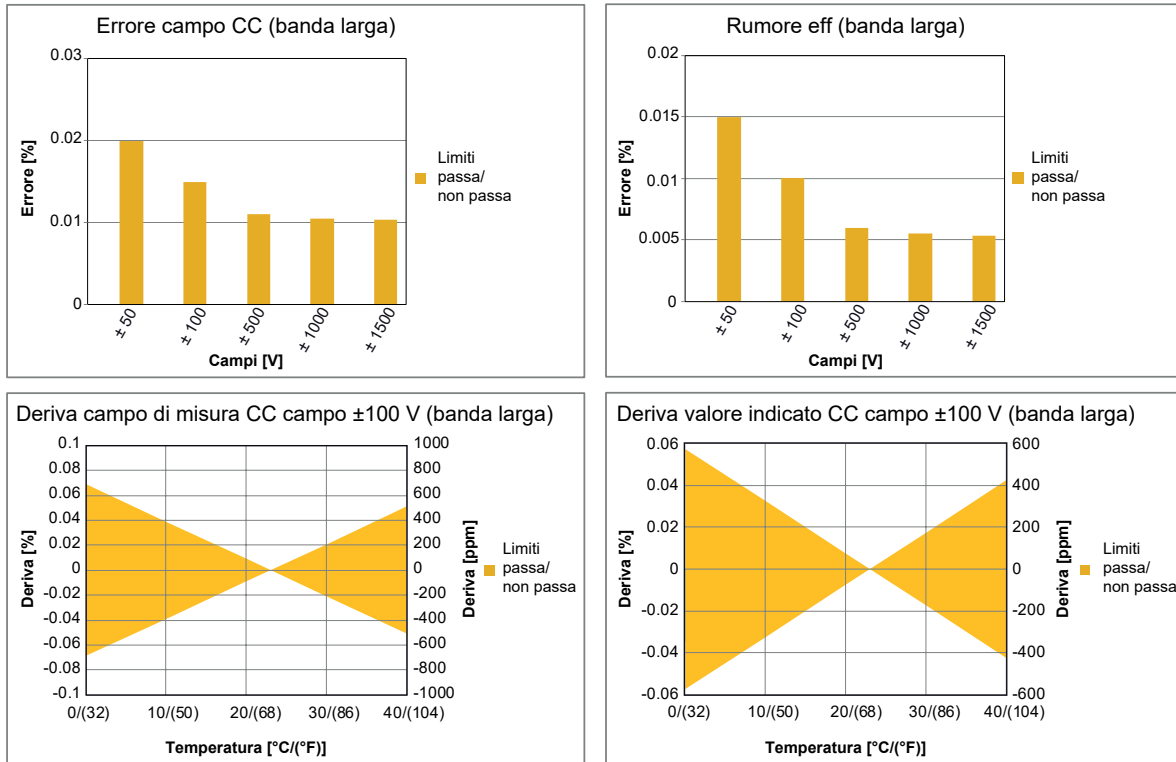 Errore campo CC (banda larga)
0.03
0.02
0.01
0
Errore [%]
± 50
± 100
± 500
± 1000
± 1500
Campi [V]
Limiti
passa/
non passa
Rumore eff (banda larga)
0.02
0.015
0.01
0.005
0
Errore [%]
± 50
± 100
± 500
± 1000
± 1500
Campi [V]
Limiti
passa/
non passa
Deriva campo di misura CC campo ±100 V (banda larga)
0.1
0.08
0.06
0.04
0.02
0
-0.02
-0.04
-0.06
-0.08
-0.1
Deriva [%]
1000
800
600
400
200
0
-200
-400
-600
-800
-1000
Deriva [ppm]
0/(32)
10/(50)
20/(68)
30/(86)
40/(104)
Temperatura [°C/(°F)]
Limiti
passa/
non passa
Deriva valore indicato CC campo ±100 V (banda larga)
0.06
0.04
0.02
0
-0.02
-0.04
-0.06
Deriva [%]
600
400
200
0
-200
-400
-600
Deriva [ppm]
0/(32)
10/(50)
20/(68)
30/(86)
40/(104)
Temperatura [°C/(°F)]
Limiti
passa/
non passa